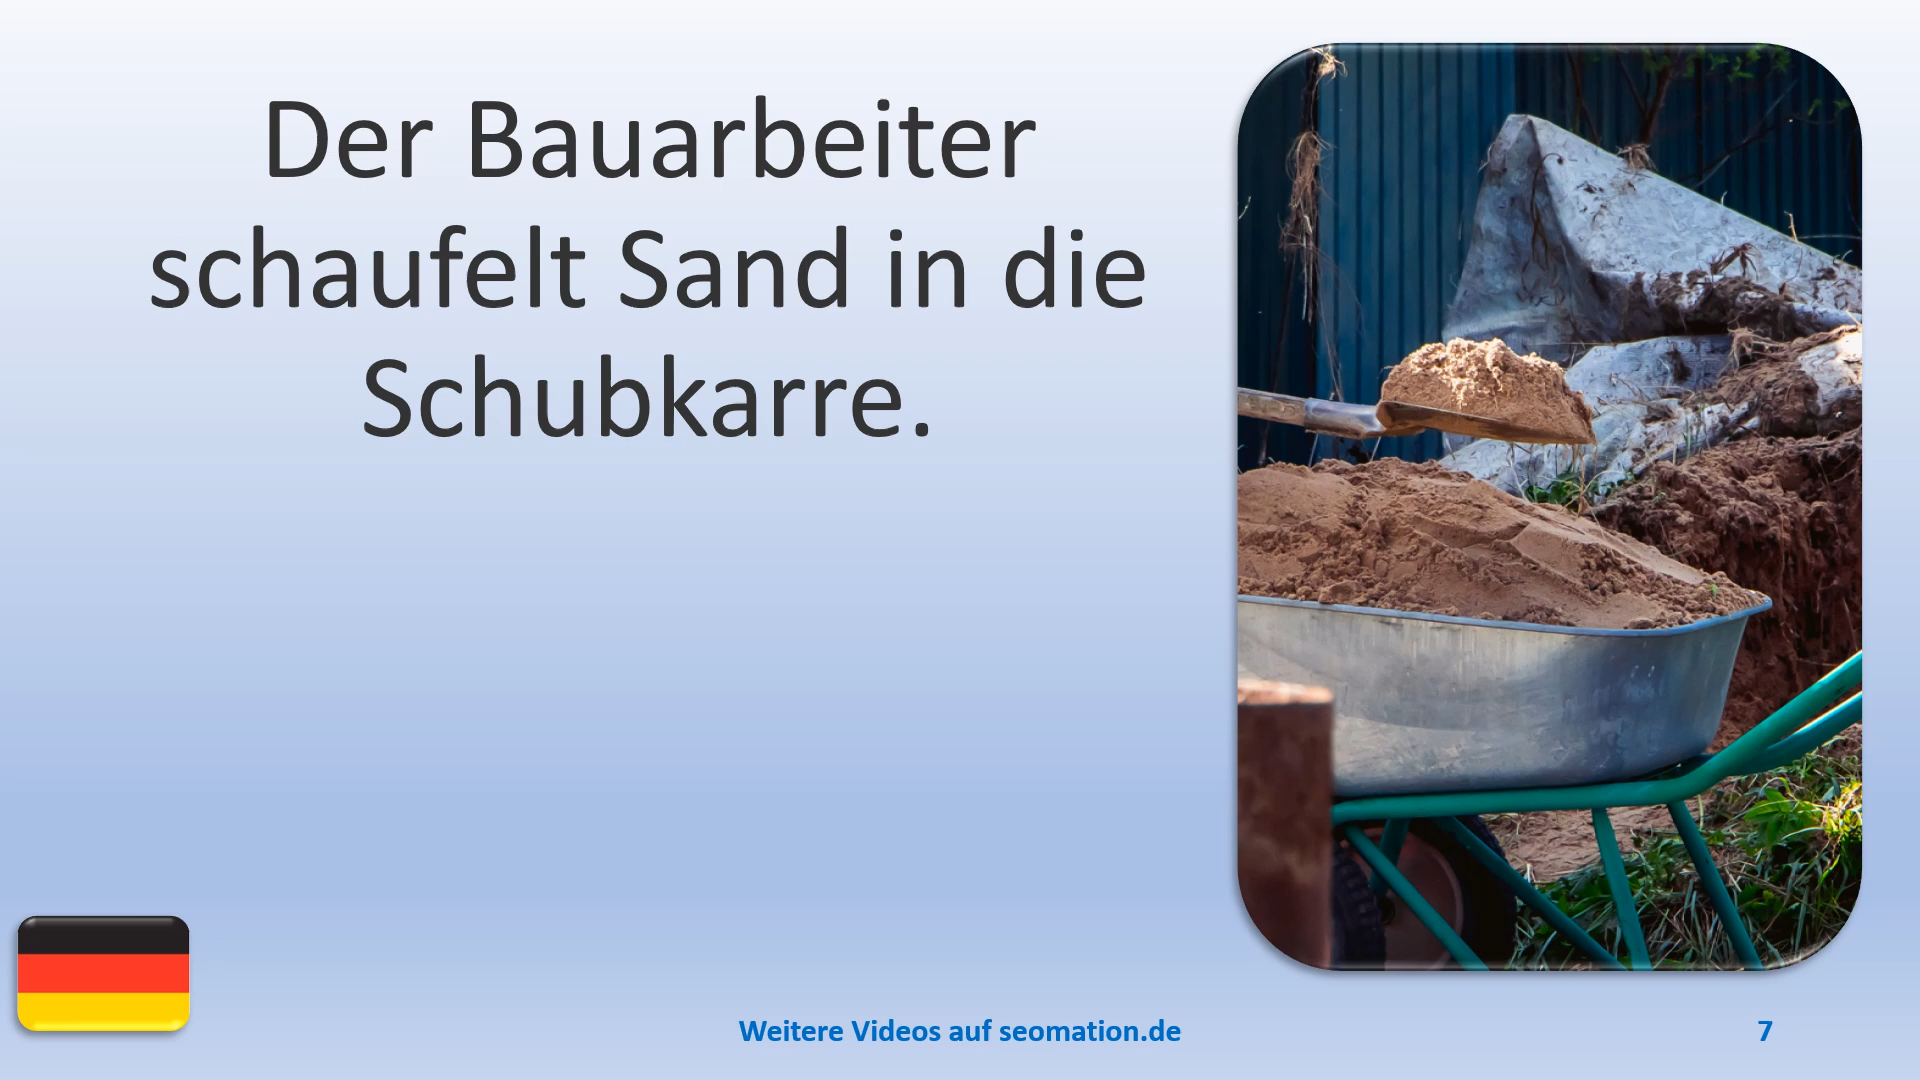 Der Bauarbeiter
schaufelt Sand in die
Schubkarre.
Weitere Videos auf seomation.de
7